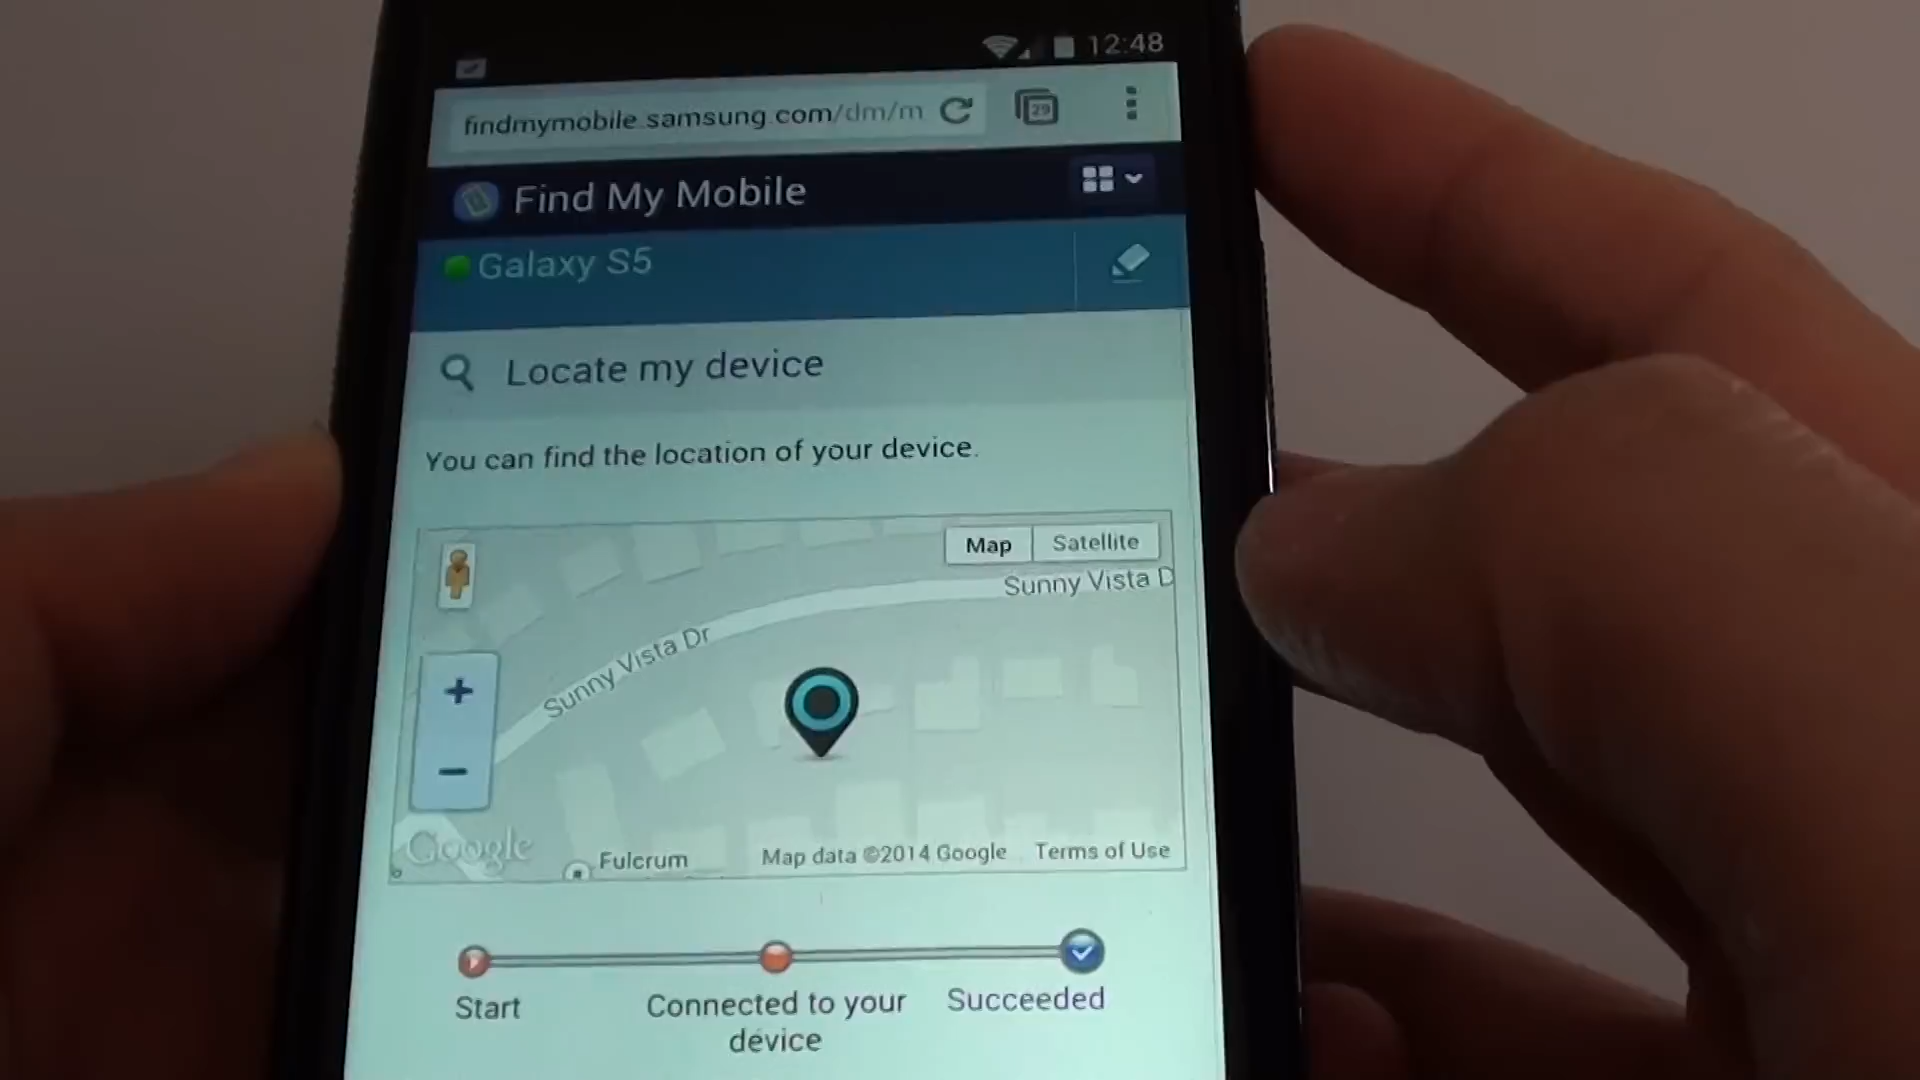 12:48
findmymobile.samsung.com/dm/m
29
Find My Mobile
Galaxy S5
Locate my device
You can find the location of your device.
Map
Satellite
Sunny Vista D
Sunny Vista Dr
+
−
Google
Fulcrum
Map data ©2014 Google
Terms of Use
Start
Connected to your
device
Succeeded